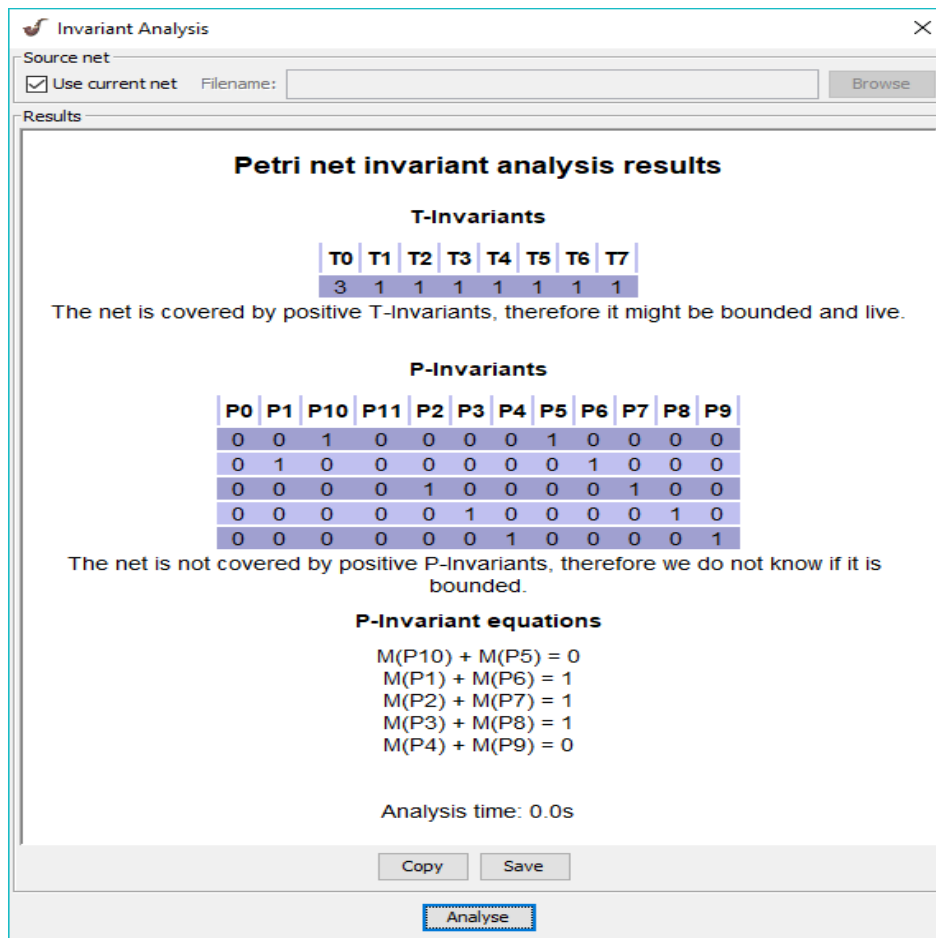 Invariant Analysis
Source net
Use current net Filename: Browse
Results
Petri net invariant analysis results
T-Invariants
T0 T1 T2 T3 T4 T5 T6 T7
3 1 1 1 1 1 1 1
The net is covered by positive T-Invariants, therefore it might be bounded and live.
P-Invariants
P0 P1 P10 P11 P2 P3 P4 P5 P6 P7 P8 P9
0 0 1 0 0 0 0 1 0 0 0 0
0 1 0 0 0 0 0 0 1 0 0 0
0 0 0 0 1 0 0 0 0 1 0 0
0 0 0 0 0 1 0 0 0 0 1 0
0 0 0 0 0 0 1 0 0 0 0 1
The net is not covered by positive P-Invariants, therefore we do not know if it is
bounded.
P-Invariant equations
M(P10) + M(P5) = 0
M(P1) + M(P6) = 1
M(P2) + M(P7) = 1
M(P3) + M(P8) = 1
M(P4) + M(P9) = 0
Analysis time: 0.0s
Copy Save
Analyse